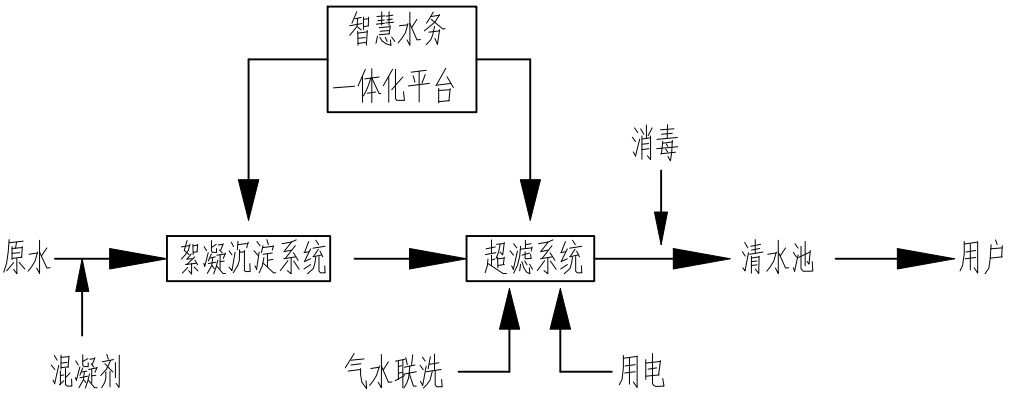 智慧水务
一体化平台
消毒
原水
絮凝沉淀系统
超滤系统
清水池
用户
混凝剂
气水联洗
用电